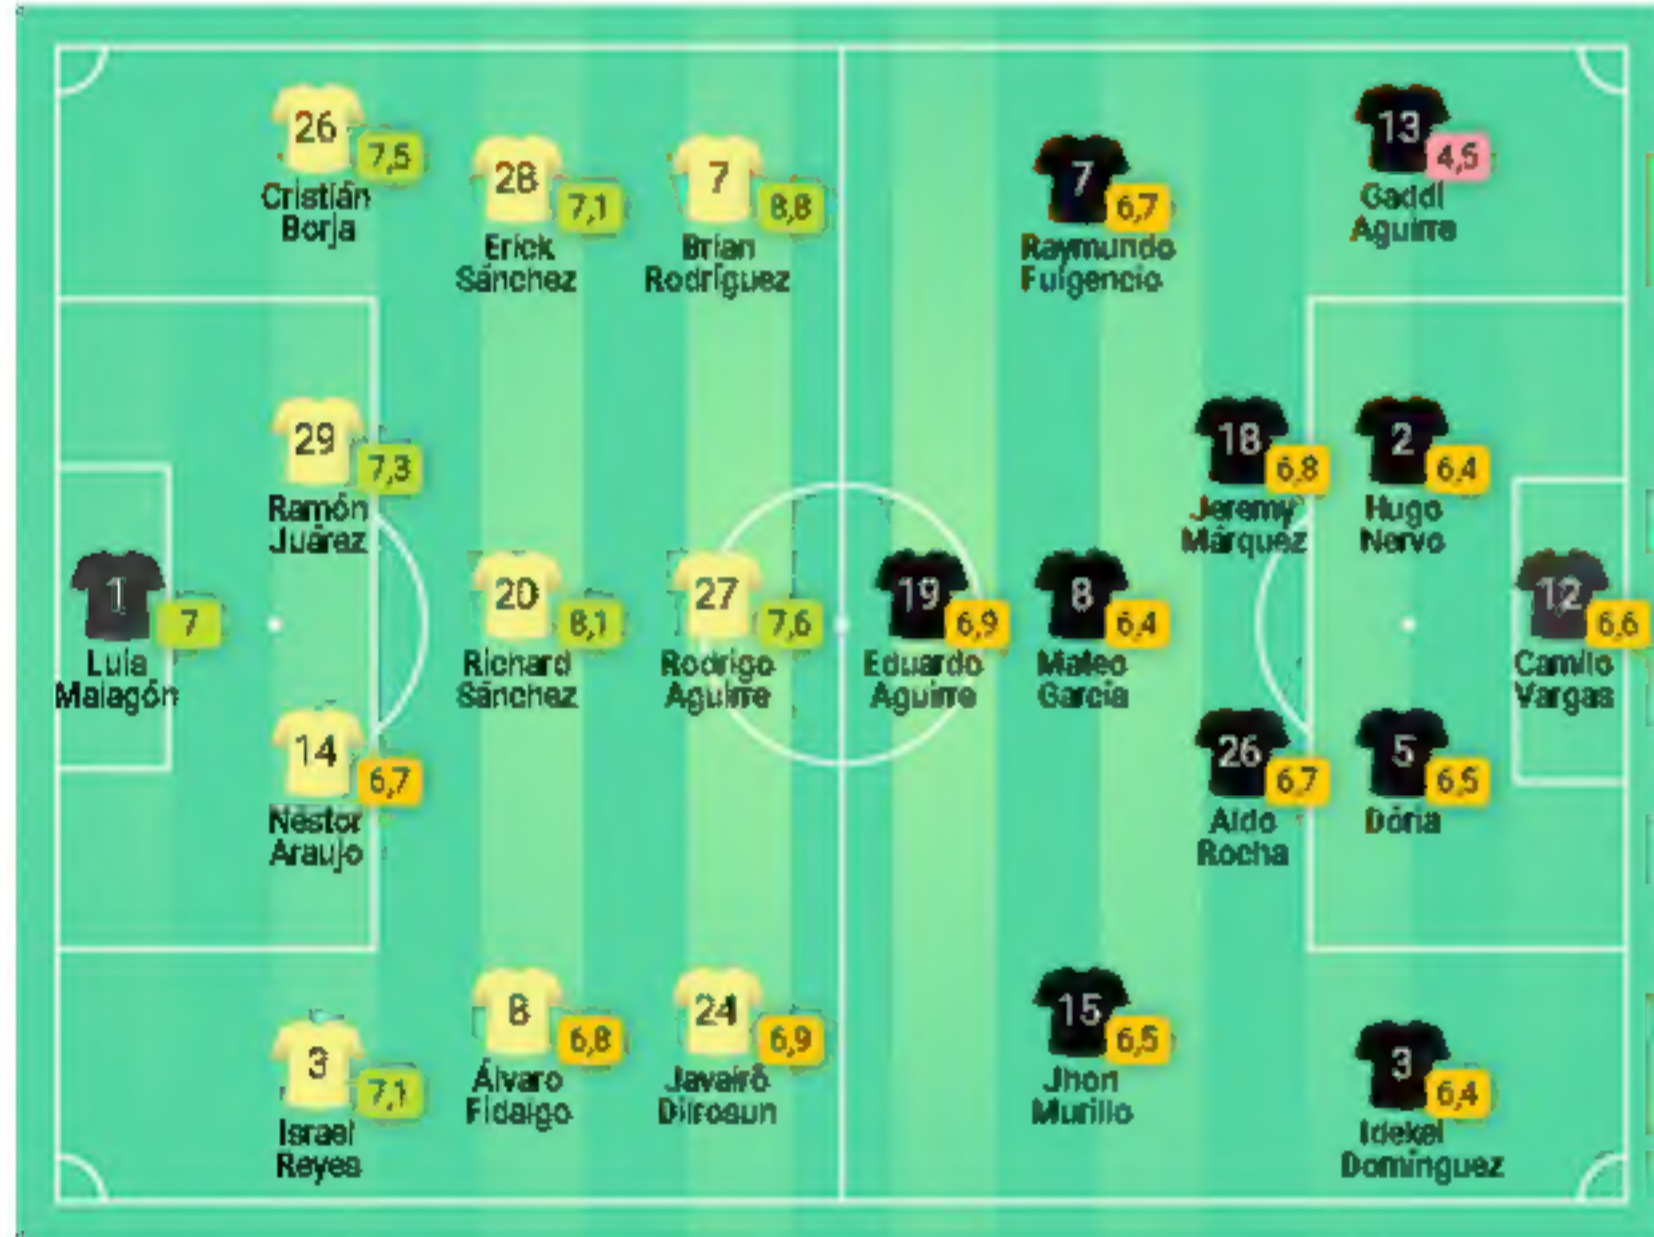 26
7,5
Cristián
Borja
28
7,1
Erick
Sánchez
7
8,8
Brian
Rodríguez
29
7,3
Ramón
Juárez
1
7
Luis
Malagón
20
8,1
Richard
Sánchez
27
7,6
Rodrigo
Aguirre
14
6,7
Néstor
Araujo
3
7,1
Israel
Reyes
8
6,8
Álvaro
Fidalgo
24
6,9
Javairô
Dilrosun
7
6,7
Raymundo
Fulgencio
13
4,5
Gaddi
Aguirre
18
6,8
Jeremy
Márquez
2
6,4
Hugo
Nervo
19
6,9
Eduardo
Aguirre
8
6,4
Mateo
García
12
6,6
Camilo
Vargas
26
6,7
Aldo
Rocha
5
6,5
Dória
15
6,5
Jhon
Murillo
3
6,4
Idekel
Domínguez